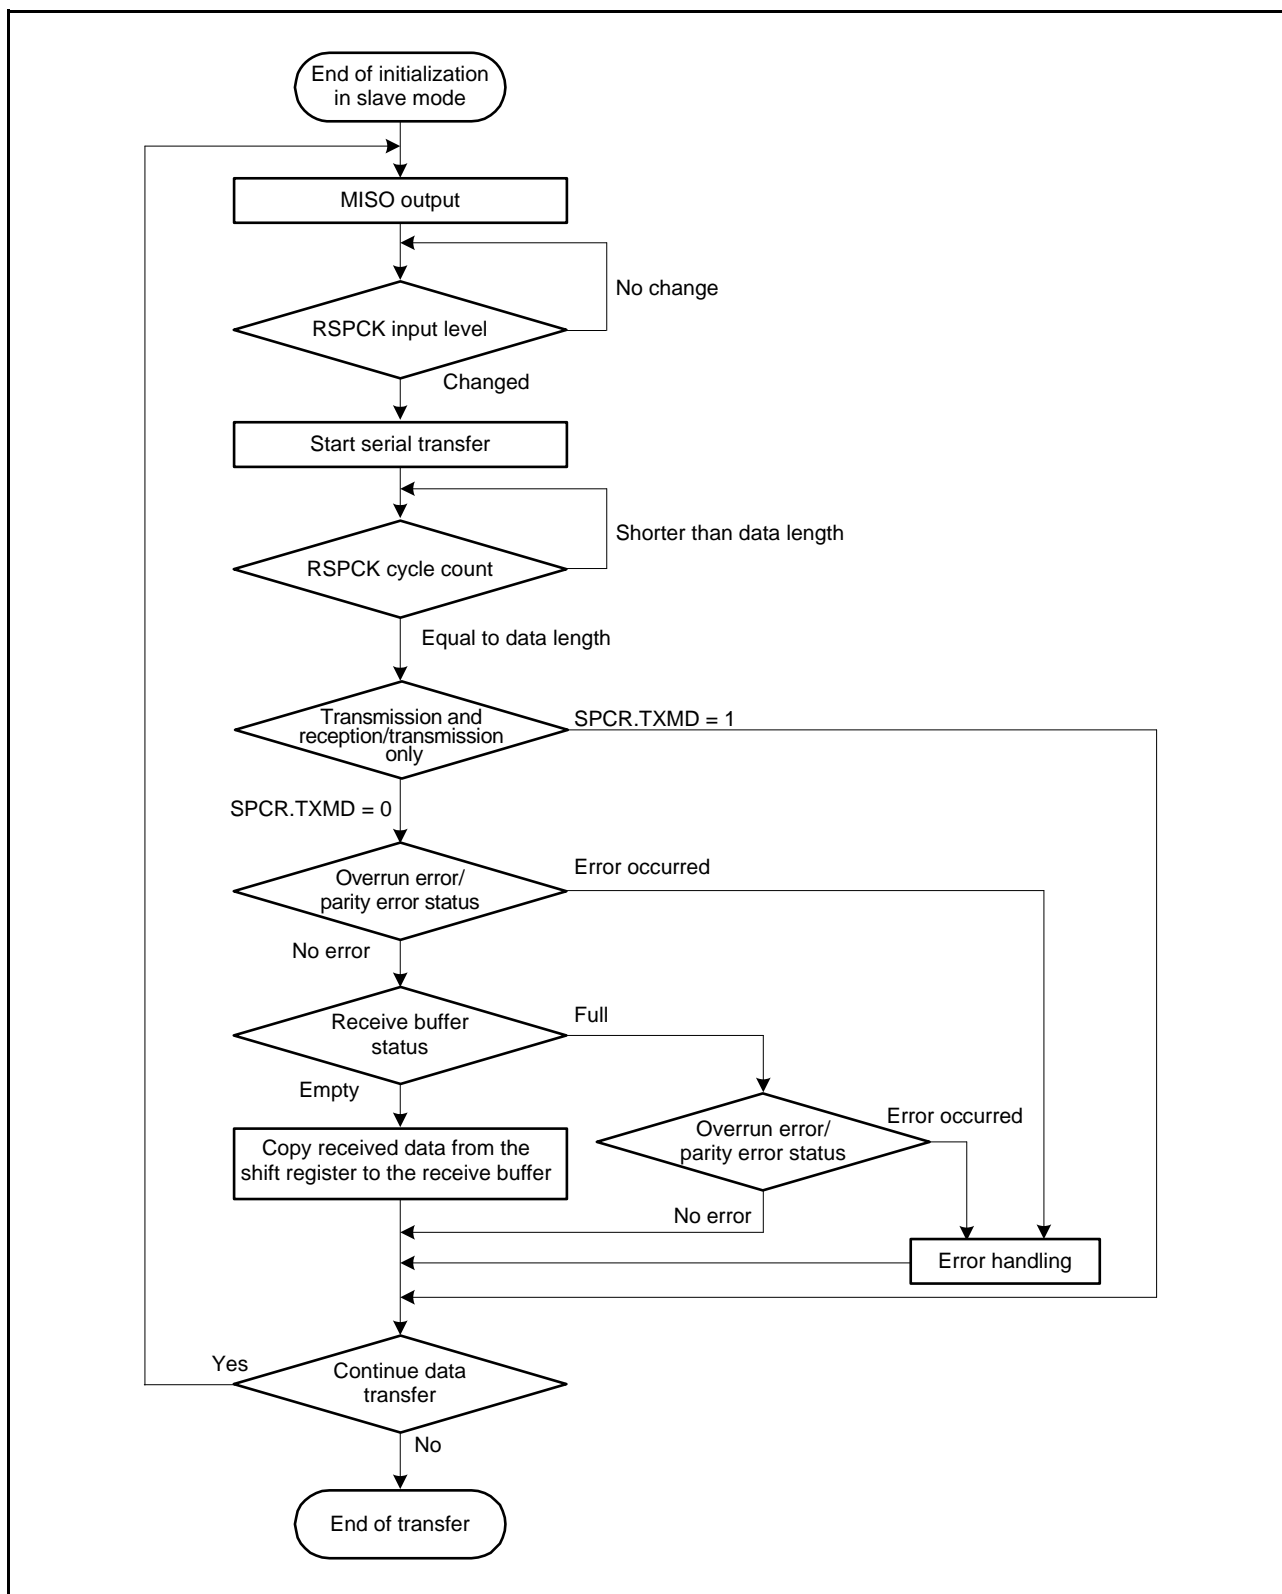 End of initialization
in slave mode
MISO output
No change
RSPCK input level
Changed
Start serial transfer
Shorter than data length
RSPCK cycle count
Equal to data length
Transmission and
reception/transmission
only
SPCR.TXMD = 1
SPCR.TXMD = 0
Error occurred
Overrun error/
parity error status
No error
Full
Receive buffer
status
Empty
Error occurred
Overrun error/
parity error status
Copy received data from the
shift register to the receive buffer
No error
Error handling
Yes
Continue data
transfer
No
End of transfer